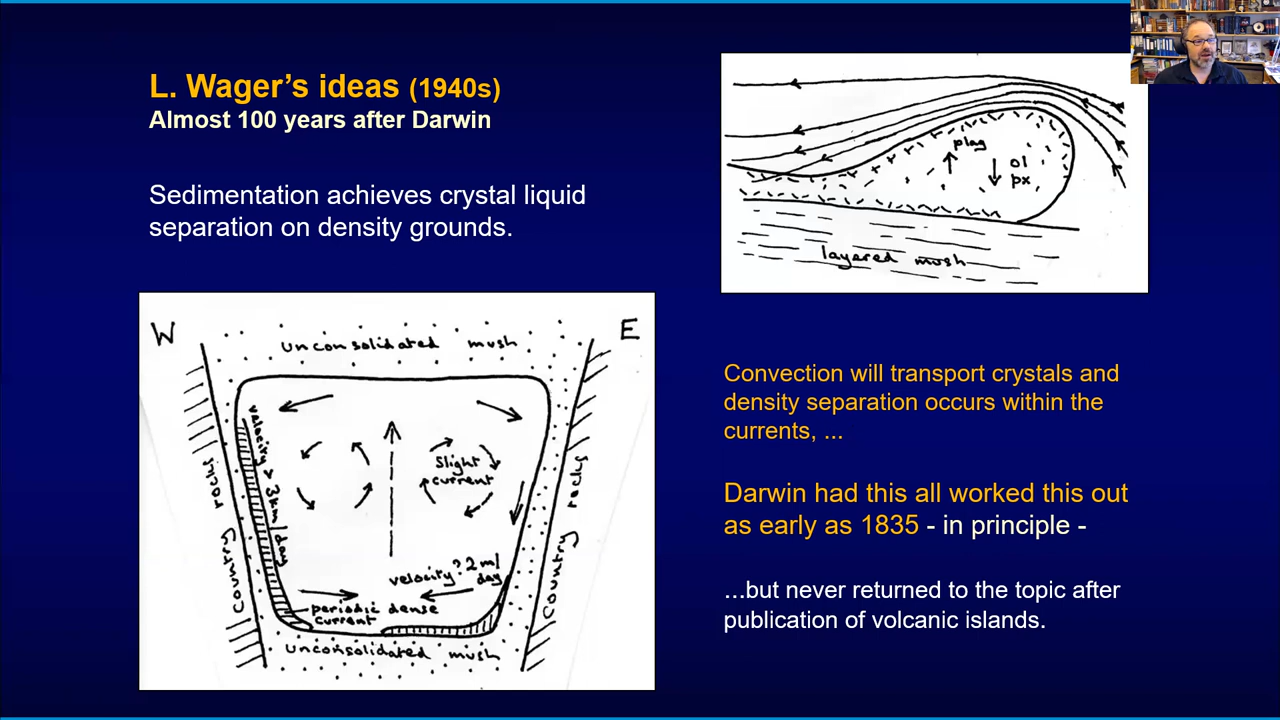 L. Wager's ideas (1940s)
Almost 100 years after Darwin
Sedimentation achieves crystal liquid
separation on density grounds.
plag
ol
px
layered mush
W
E
unconsolidated mush
velocity > 3km/day
Slight
current
country rocks
country rocks
velocity? 2 m/
day
periodic dense
current
unconsolidated mush
Convection will transport crystals and
density separation occurs within the
currents, ...
Darwin had this all worked this out
as early as 1835 - in principle -
...but never returned to the topic after
publication of volcanic islands.